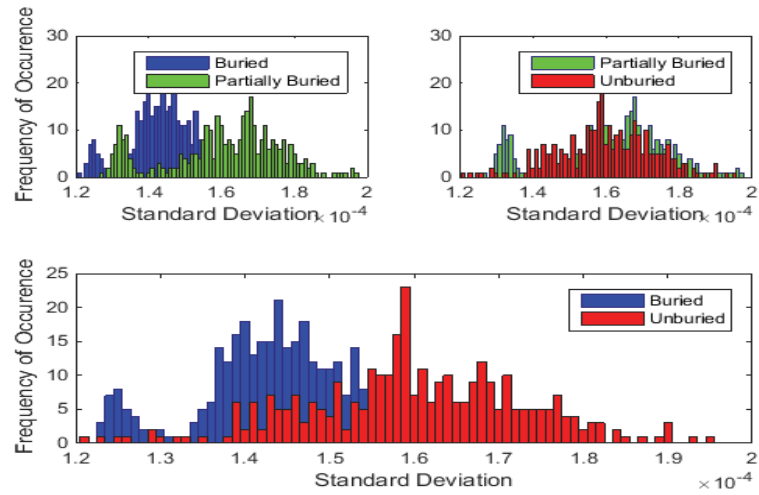 Frequency of Occurence
30
20
10
0
Buried
Partially Buried
1.2 1.4 1.6 1.8 2
Standard Deviation × 10-4
30
20
10
0
Partially Buried
Unburied
1.2 1.4 1.6 1.8 2
Standard Deviation × 10-4
Frequency of Occurence
25
20
15
10
5
0
Buried
Unburied
1.2 1.3 1.4 1.5 1.6 1.7 1.8 1.9 2
Standard Deviation × 10-4